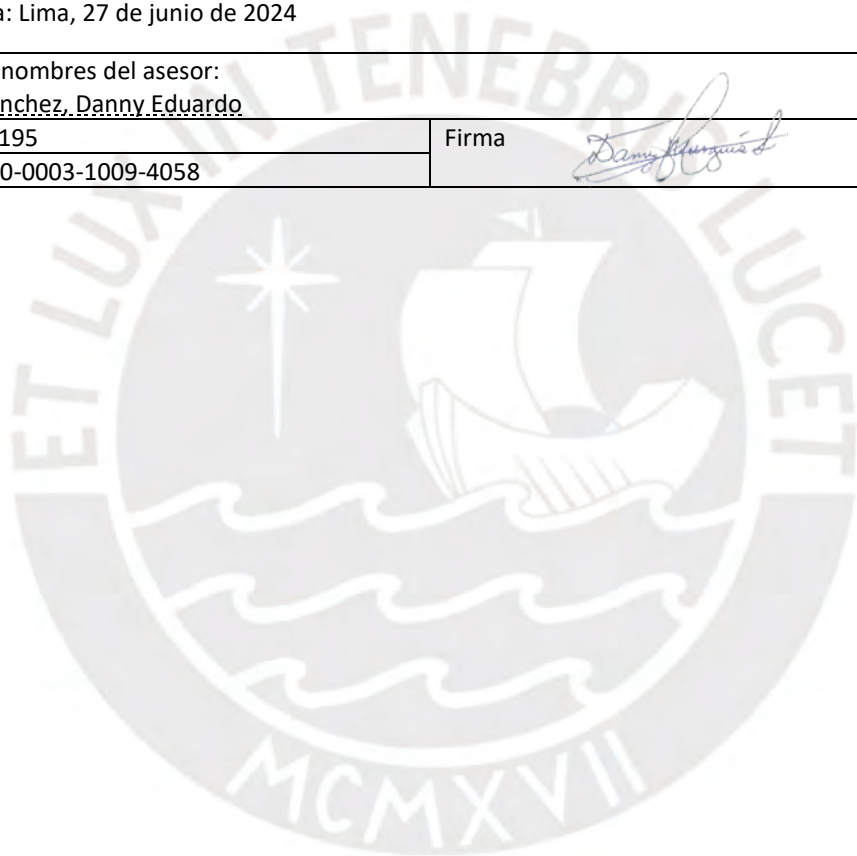 a: Lima, 27 de junio de 2024
nombres del asesor:
nchez, Danny Eduardo
195
Firma
0-0003-1009-4058
ET LUX IN TENEBRIS LUCET
MCMXVII